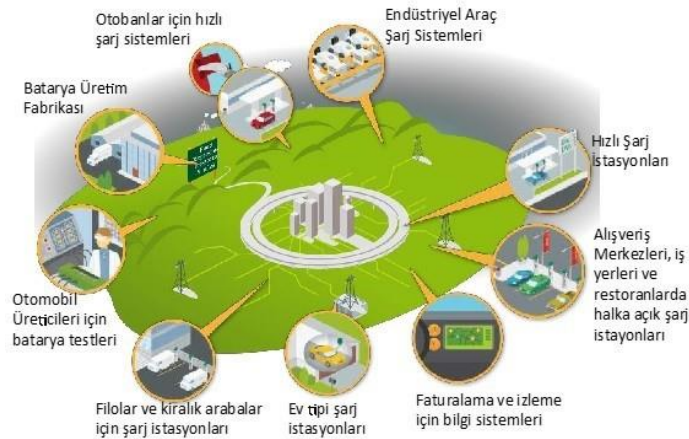 Otobanlar için hızlı
şarj sistemleri
Endüstriyel Araç
Şarj Sistemleri
Batarya Üretim
Fabrikası
Hızlı Şarj
İstasyonları
Alışveriş
Merkezleri, iş
yerleri ve
restoranlarda
halka açık şarj
istayonları
Otomobil
Üreticileri için
batarya testleri
Filolar ve kiralık arabalar
için şarj istasyonları
Ev tipi şarj
istasyonları
Faturalama ve izleme
için bilgi sistemleri